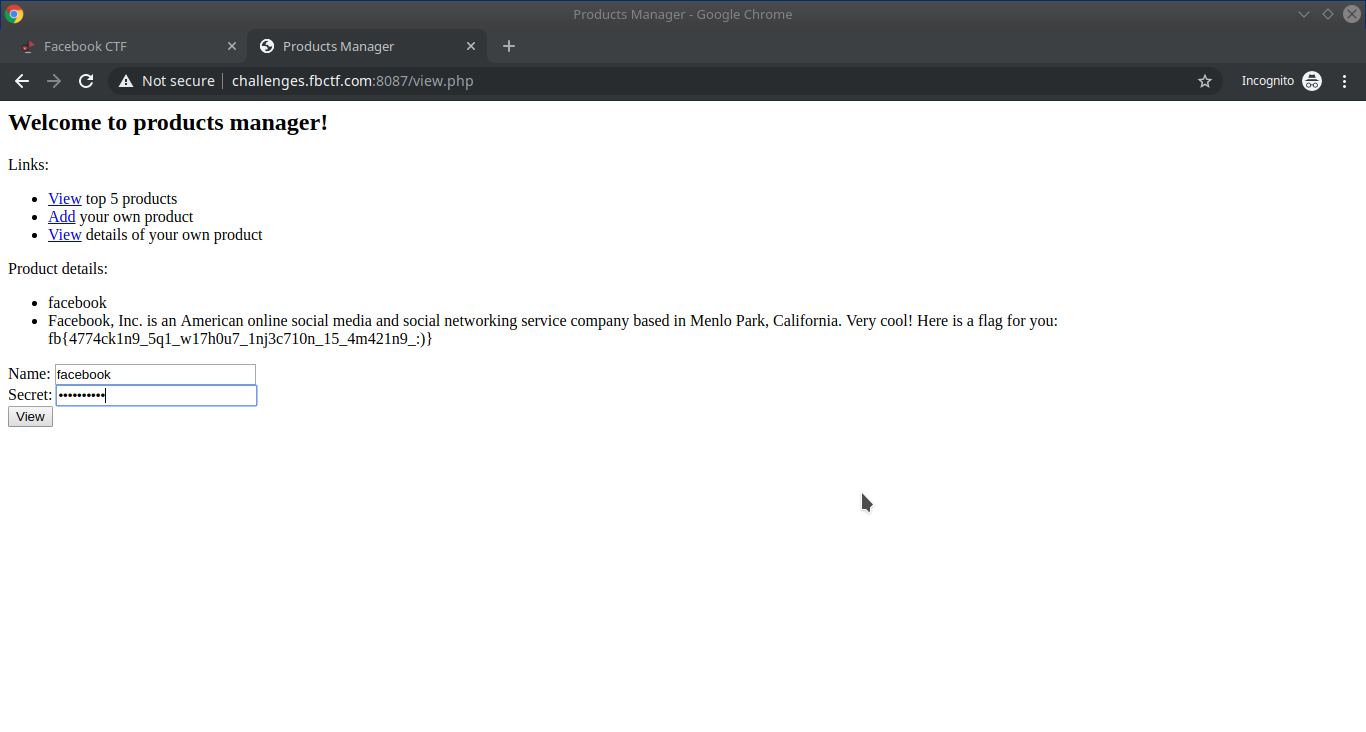 Products Manager - Google Chrome
Facebook CTF
Products Manager
Not secure
challenges.fbctf.com:8087/view.php
Incognito
Welcome to products manager!
Links:
View top 5 products
Add your own product
View details of your own product
Product details:
facebook
Facebook, Inc. is an American online social media and social networking service company based in Menlo Park, California. Very cool! Here is a flag for you:
fb{4774ck1n9_5q1_w17h0u7_1nj3c710n_15_4m421n9_:)}
Name: facebook
Secret: ••••••••••
View